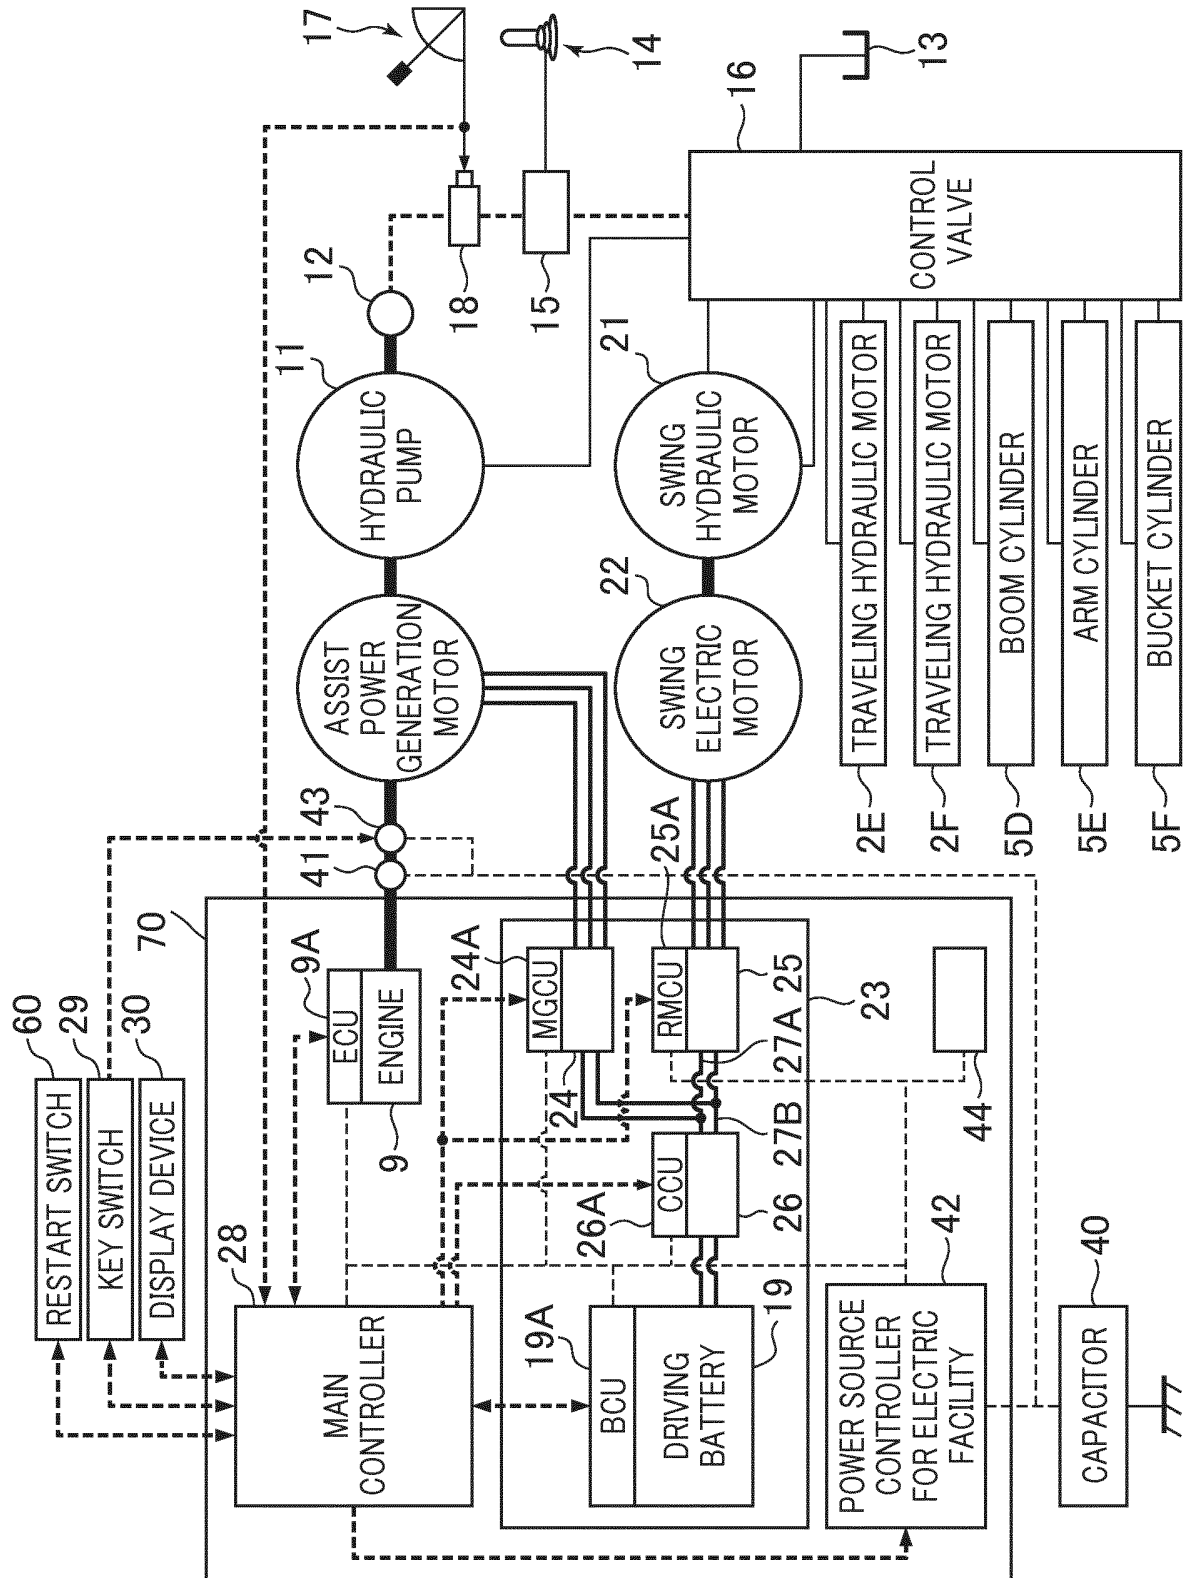 60
RESTART SWITCH
29
KEY SWITCH
30
DISPLAY DEVICE
70
28
MAIN
CONTROLLER
9A
ECU
ENGINE
9
41
43
ASSIST
POWER
GENERATION
MOTOR
11
HYDRAULIC
PUMP
12
17
18
14
15
13
16
CONTROL
VALVE
24A
MGCU
24
25A
RMCU
25
27A
27B
23
26A
CCU
26
19A
BCU
DRIVING
BATTERY
19
22
SWING
ELECTRIC
MOTOR
21
SWING
HYDRAULIC
MOTOR
44
42
POWER SOURCE
CONTROLLER
FOR ELECTRIC
FACILITY
40
CAPACITOR
2E
TRAVELING HYDRAULIC MOTOR
2F
TRAVELING HYDRAULIC MOTOR
5D
BOOM CYLINDER
5E
ARM CYLINDER
5F
BUCKET CYLINDER